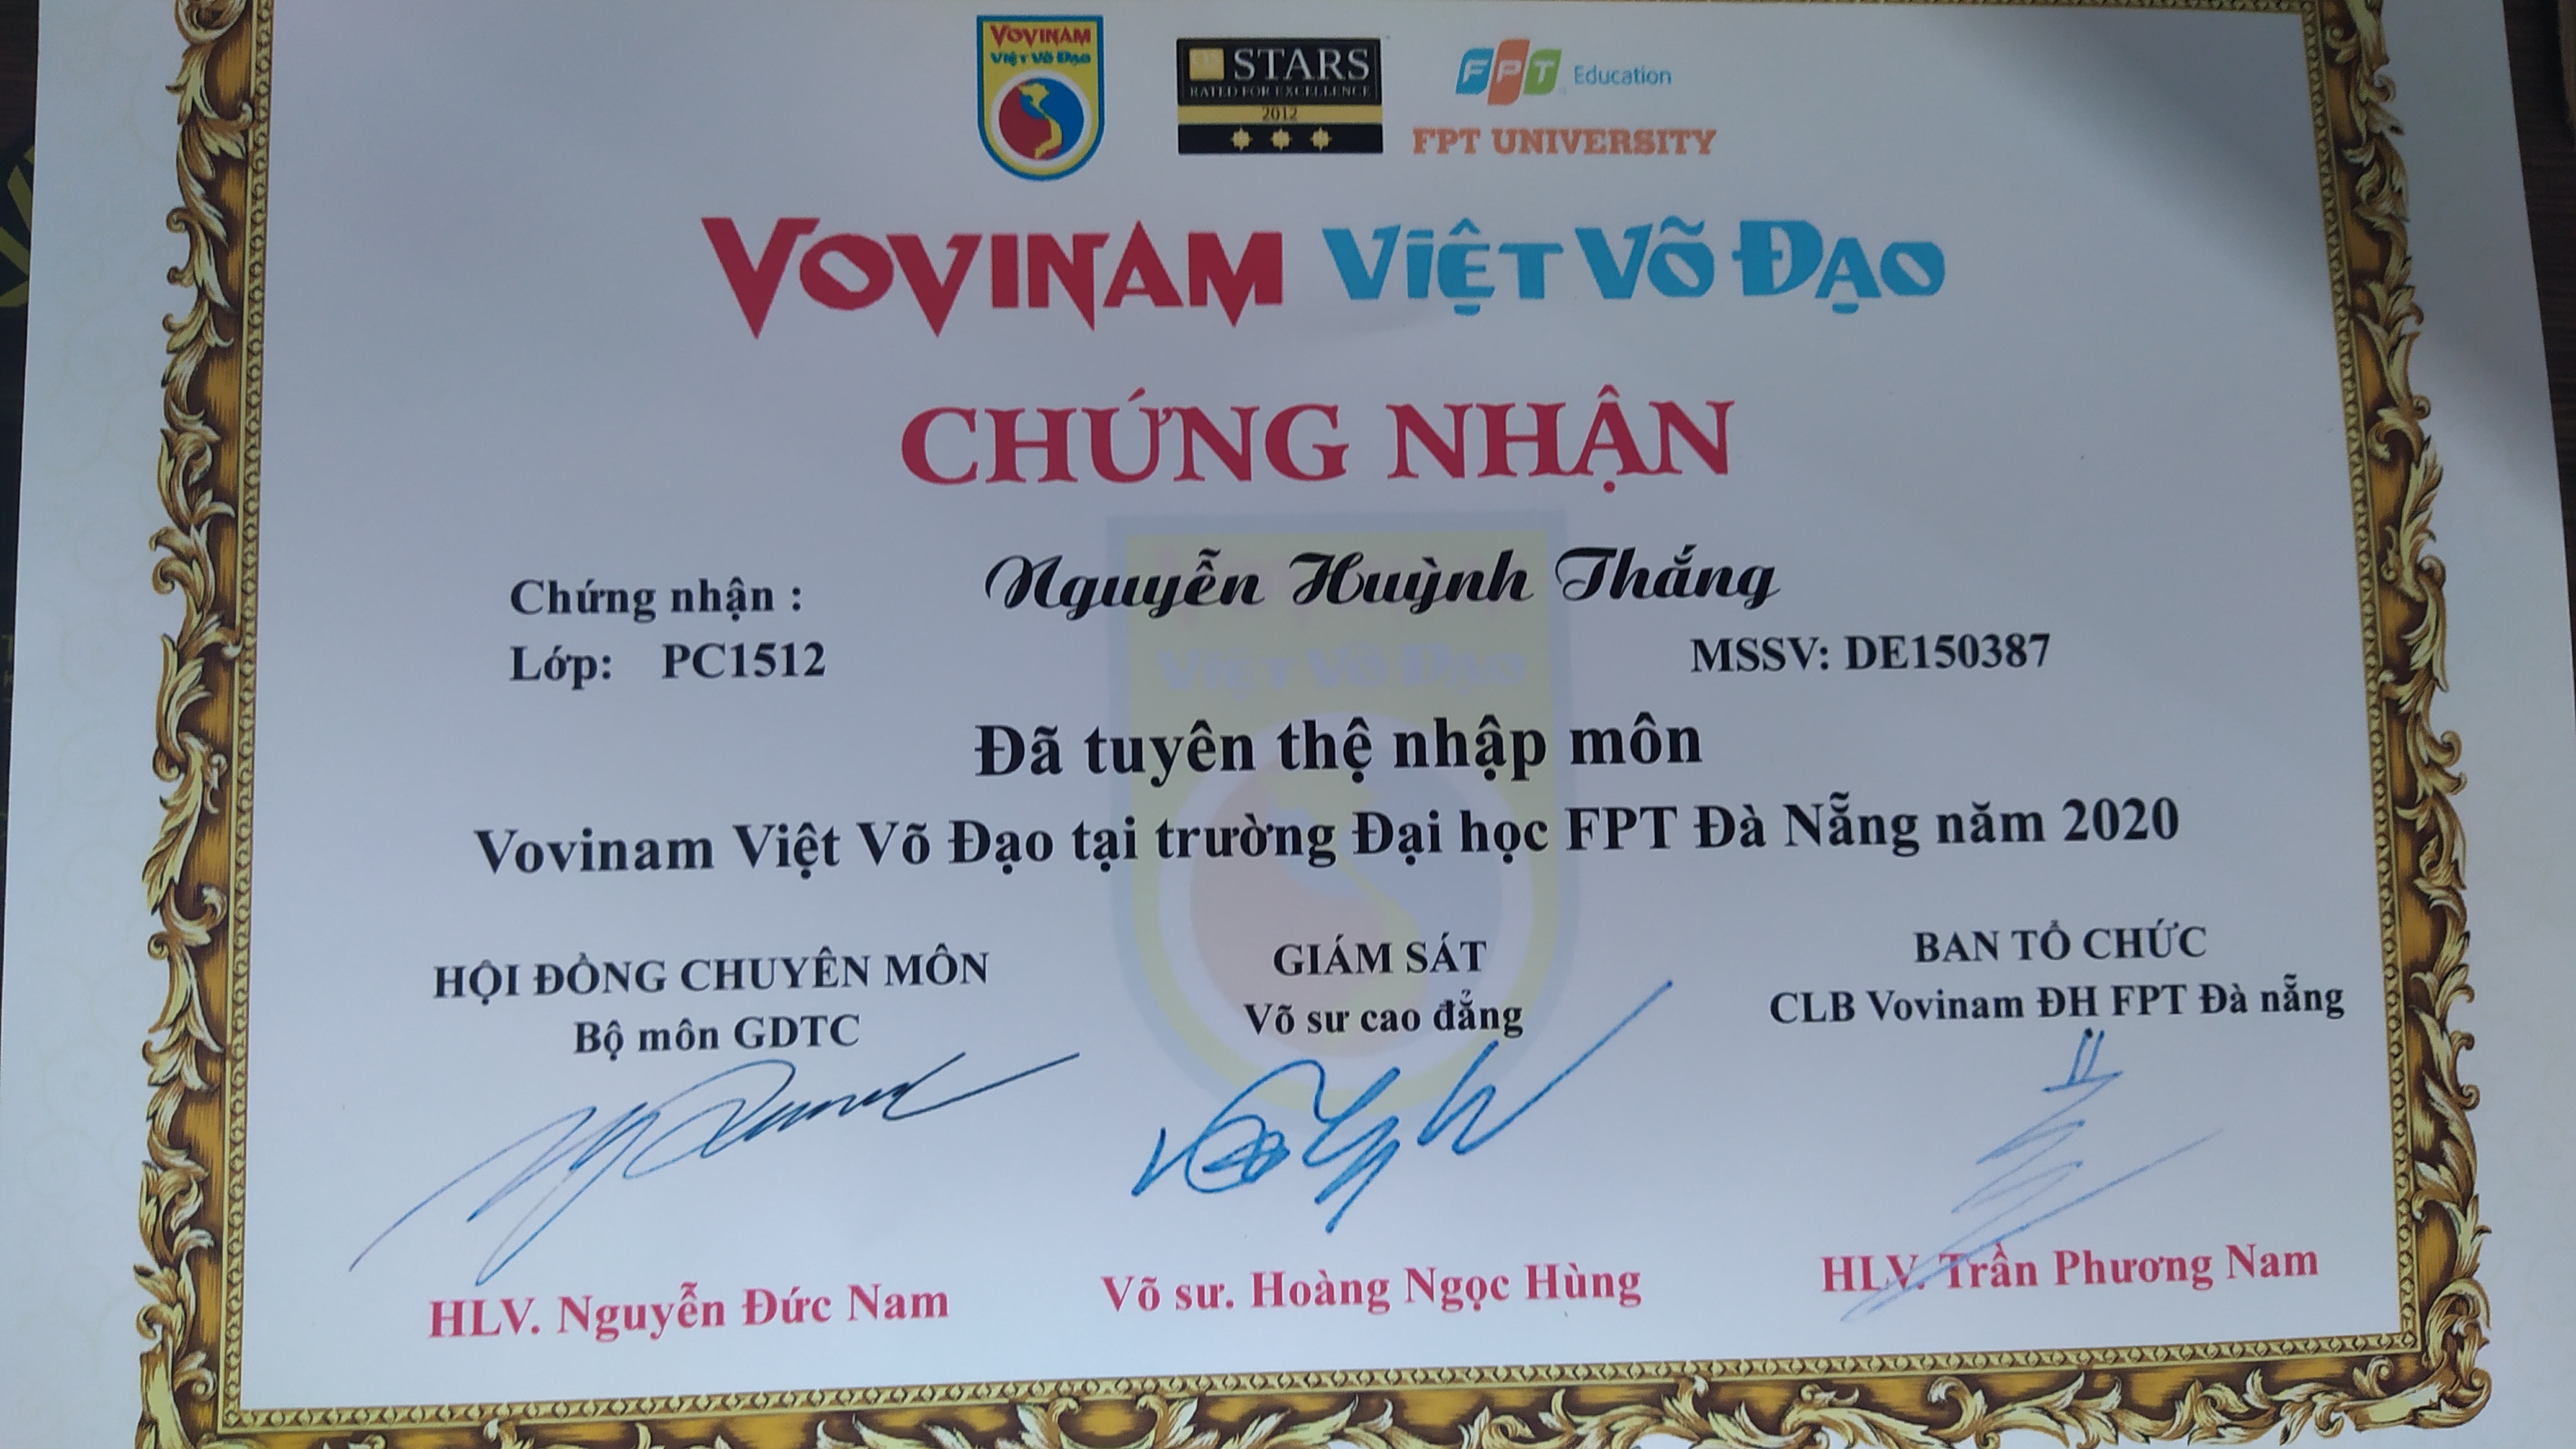 VOVINAM
VIỆT VÕ ĐẠO
QS STARS
RATED FOR EXCELLENCE
2012
FPT Education
FPT UNIVERSITY
VOVINAM VIỆT VÕ ĐẠO
CHỨNG NHẬN
Chứng nhận : Nguyễn Huỳnh Thắng
Lớp: PC1512 MSSV: DE150387
Đã tuyên thệ nhập môn
Vovinam Việt Võ Đạo tại trường Đại học FPT Đà Nẵng năm 2020
HỘI ĐỒNG CHUYÊN MÔN GIÁM SÁT BAN TỔ CHỨC
Bộ môn GDTC Võ sư cao đẳng CLB Vovinam ĐH FPT Đà nẵng
HLV. Nguyễn Đức Nam Võ sư. Hoàng Ngọc Hùng HLV. Trần Phương Nam